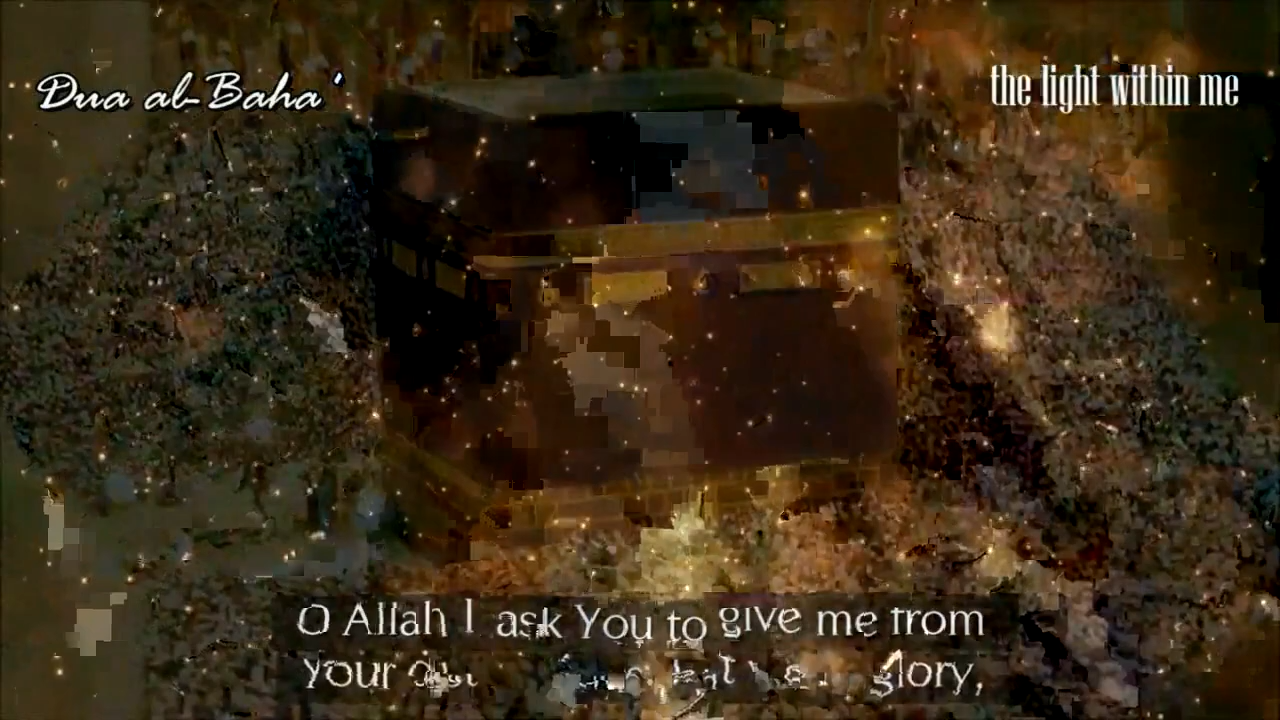 Dua al-Baha'
the light within me
O Allah I ask You to give me from
Your glory,